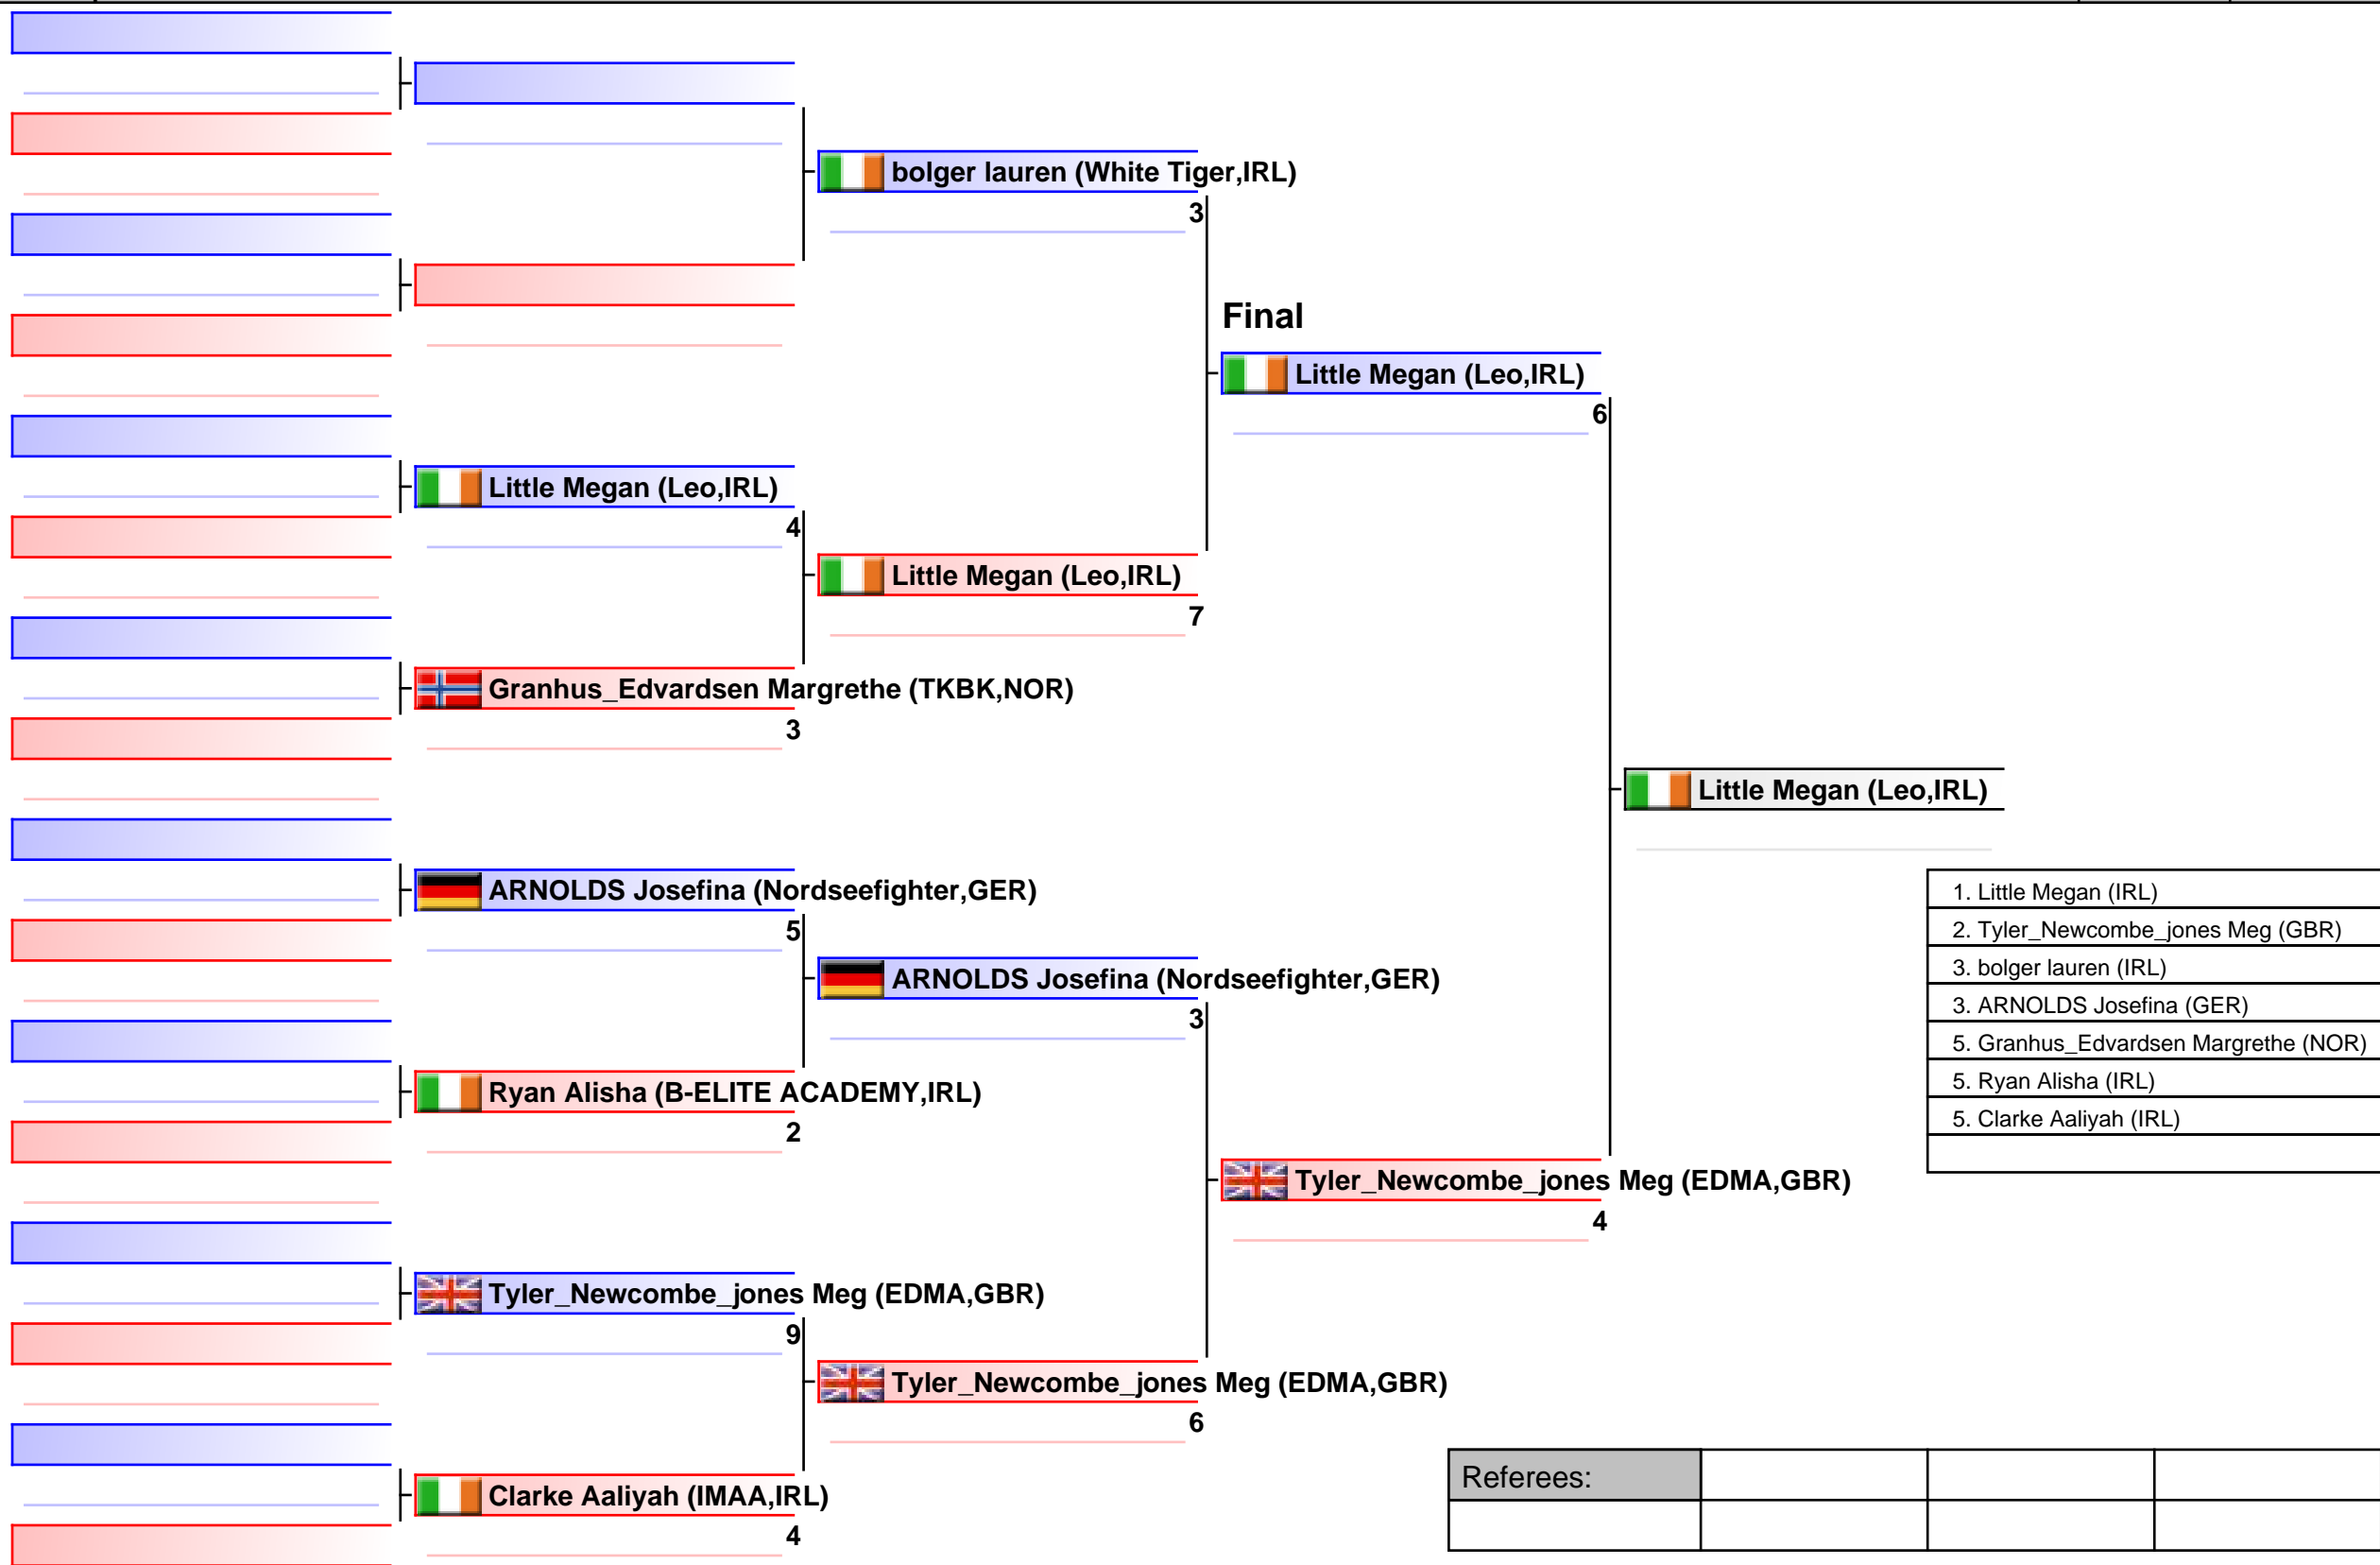 bolger lauren (White Tiger,IRL)
3
Final
Little Megan (Leo,IRL)
6
Little Megan (Leo,IRL)
4
Little Megan (Leo,IRL)
7
Granhus_Edvardsen Margrethe (TKBK,NOR)
3
Little Megan (Leo,IRL)
ARNOLDS Josefina (Nordseefighter,GER)
5
ARNOLDS Josefina (Nordseefighter,GER)
3
Ryan Alisha (B-ELITE ACADEMY,IRL)
2
Tyler_Newcombe_jones Meg (EDMA,GBR)
4
Tyler_Newcombe_jones Meg (EDMA,GBR)
9
Tyler_Newcombe_jones Meg (EDMA,GBR)
6
Clarke Aaliyah (IMAA,IRL)
4
1. Little Megan (IRL)
2. Tyler_Newcombe_jones Meg (GBR)
3. bolger lauren (IRL)
3. ARNOLDS Josefina (GER)
5. Granhus_Edvardsen Margrethe (NOR)
5. Ryan Alisha (IRL)
5. Clarke Aaliyah (IRL)
Referees: